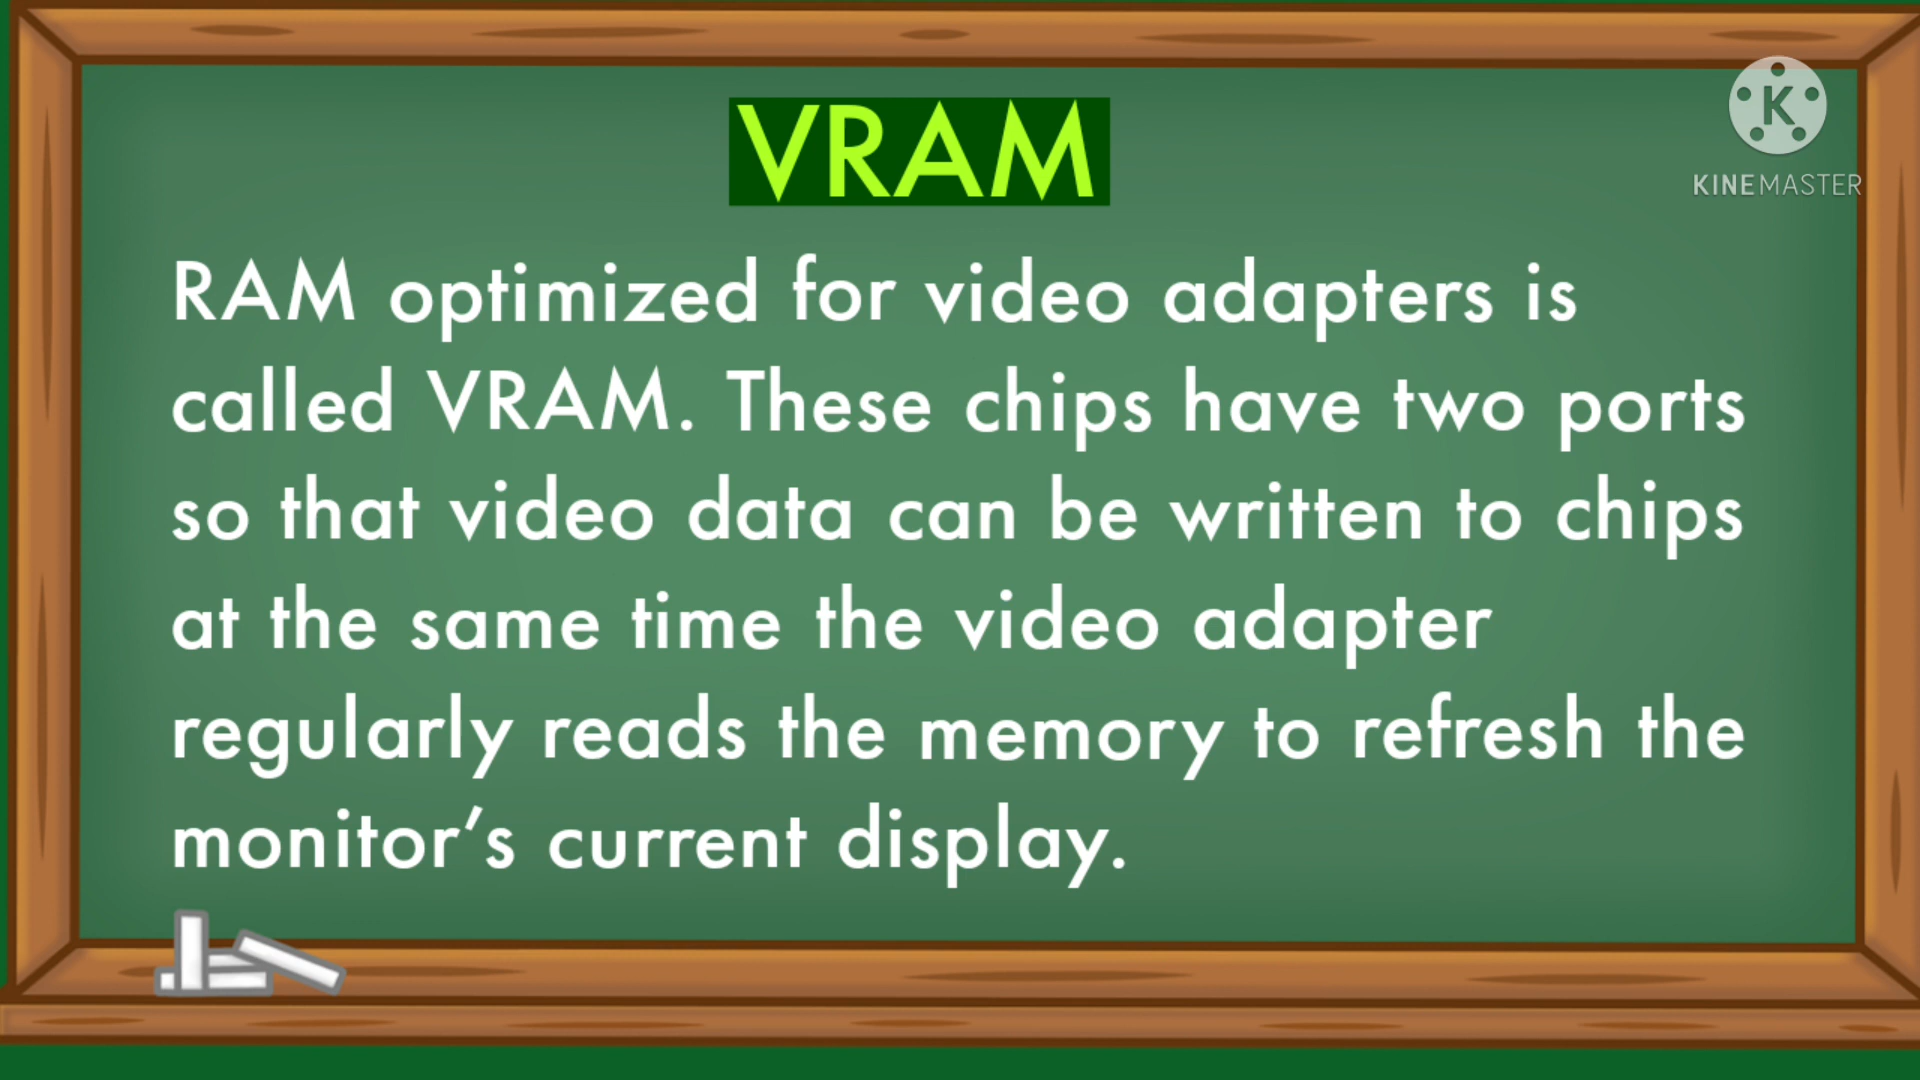 VRAM
K
KINEMASTER
RAM optimized for video adapters is
called VRAM. These chips have two ports
so that video data can be written to chips
at the same time the video adapter
regularly reads the memory to refresh the
monitor’s current display.